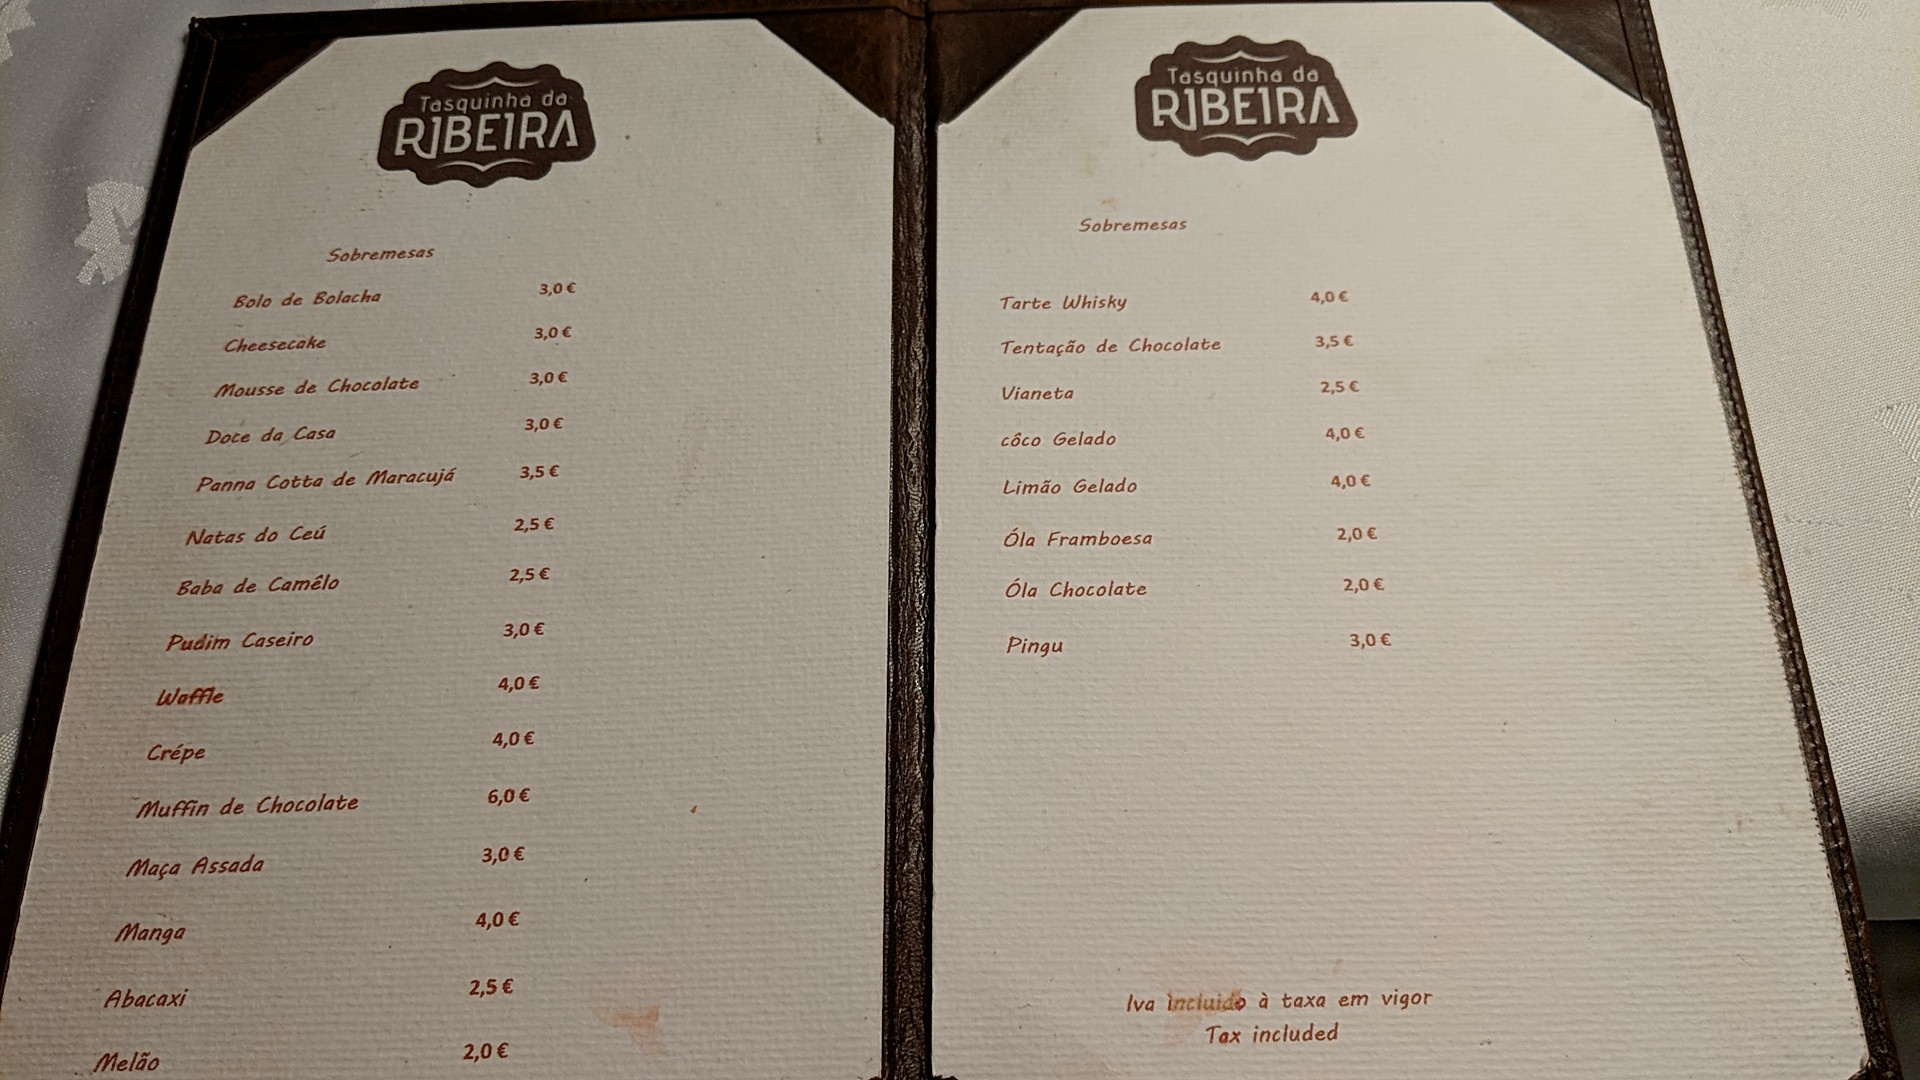 Tasquinha da
RIBEIRA
Sobremesas
Bolo de Bolacha 3,0 €
Cheesecake 3,0 €
Mousse de Chocolate 3,0 €
Doce da Casa 3,0 €
Panna Cotta de Maracujá 3,5 €
Natas do Ceú 2,5 €
Baba de Camêlo 2,5 €
Pudim Caseiro 3,0 €
Waffle 4,0 €
Crépe 4,0 €
Muffin de Chocolate 6,0 €
Maça Assada 3,0 €
Manga 4,0 €
Abacaxi 2,5 €
Melão 2,0 €
Tasquinha da
RIBEIRA
Sobremesas
Tarte Whisky 4,0 €
Tentação de Chocolate 3,5 €
Vianeta 2,5 €
côco Gelado 4,0 €
Limão Gelado 4,0 €
Óla Framboesa 2,0 €
Óla Chocolate 2,0 €
Pingu 3,0 €
Iva incluido à taxa em vigor
Tax included